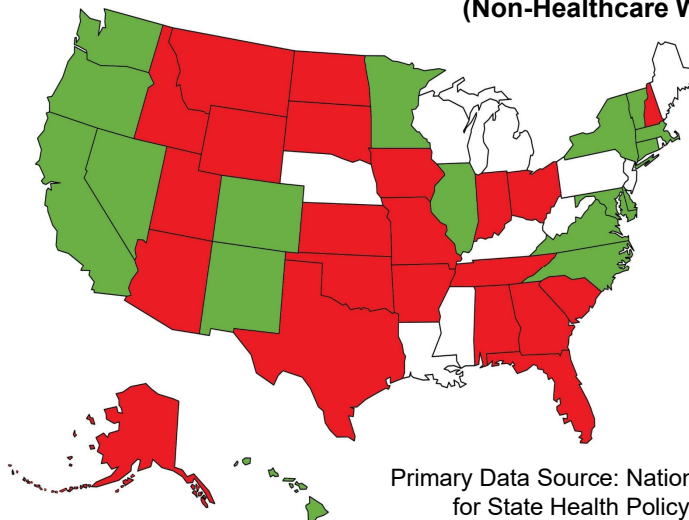 (Non-Healthcare W
Primary Data Source: Nation
for State Health Policy